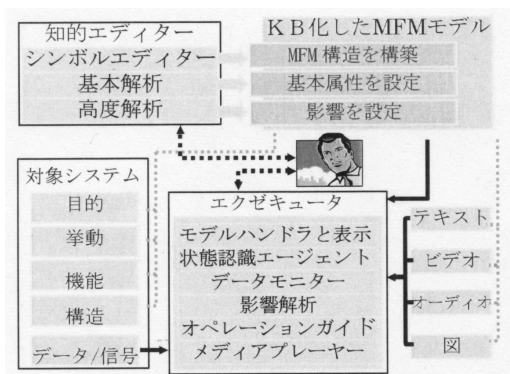 知的エディター
シンボルエディター
基本解析
高度解析
KB化したMFMモデル
MFM構造を構築
基本属性を設定
影響を設定
対象システム
目的
挙動
機能
構造
データ/信号
エクゼキュータ
モデルハンドラと表示
状態認識エージェント
データモニター
影響解析
オペレーションガイド
メディアプレーヤー
テキスト
ビデオ
オーディオ
図